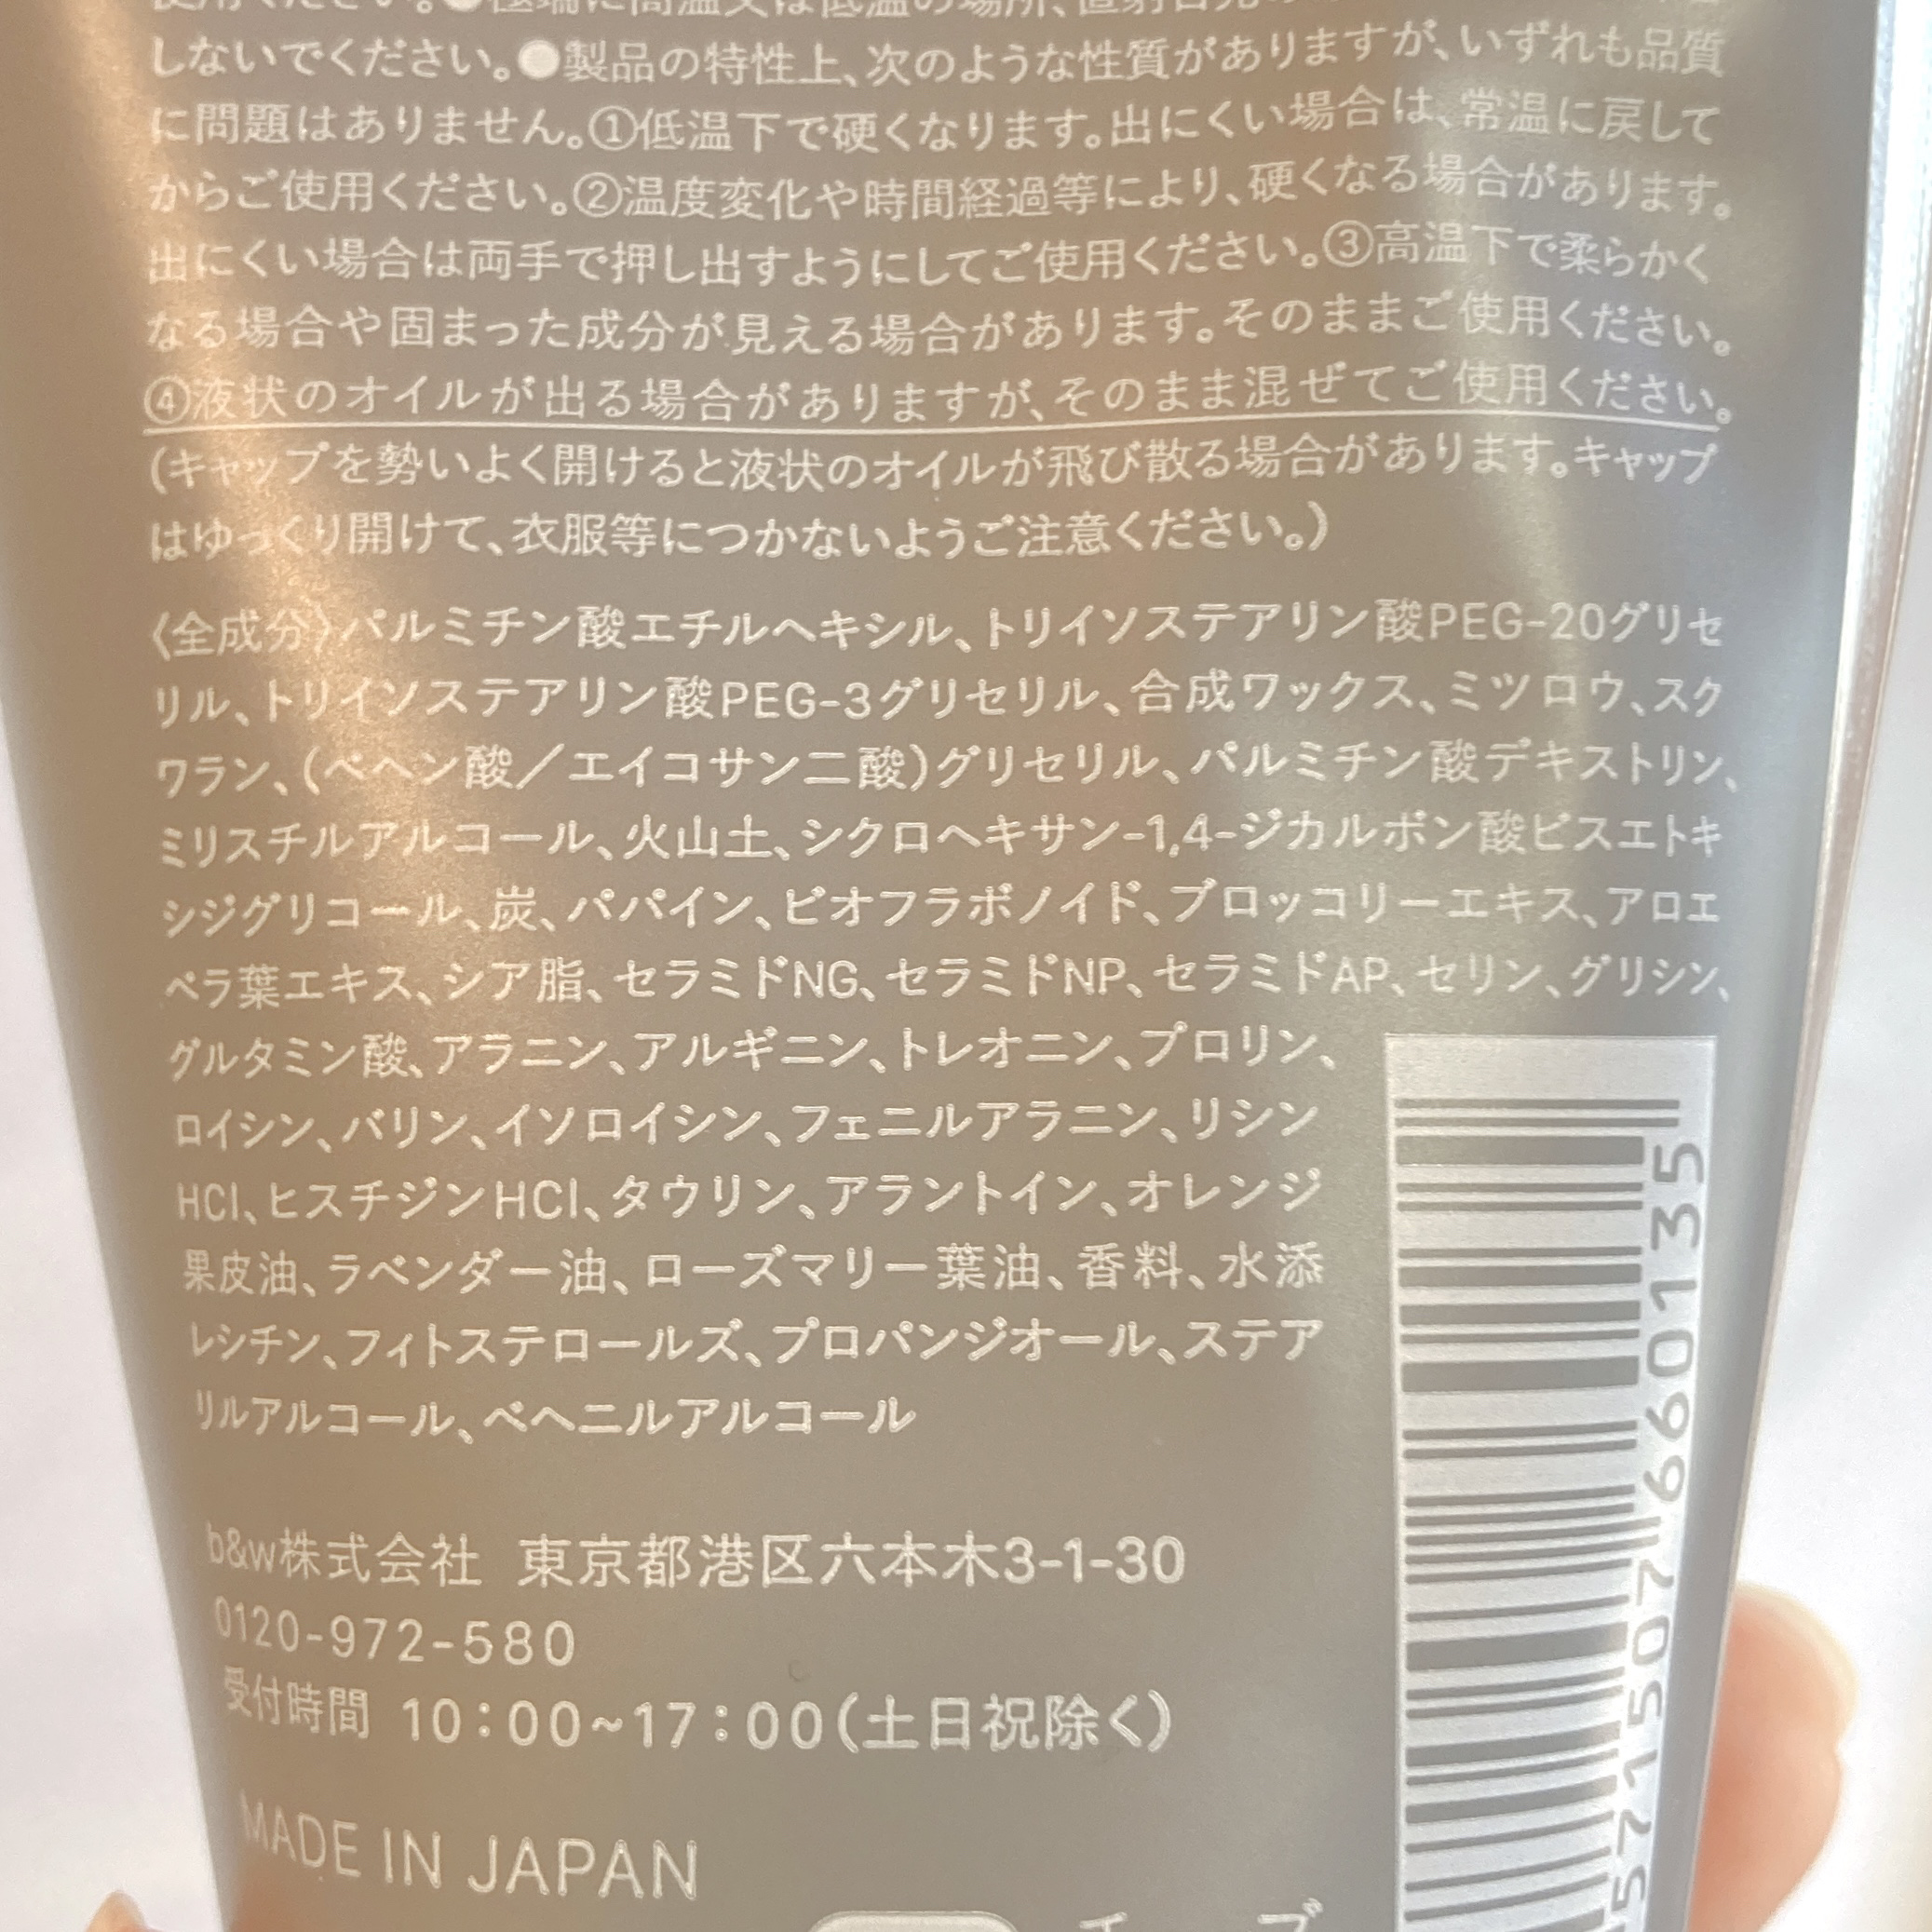 しないでください。●製品の特性上、次のような性質がありますが、いずれも品質
に問題はありません。①低温下で硬くなります。出にくい場合は、常温に戻して
からご使用ください。②温度変化や時間経過等により、硬くなる場合があります。
出にくい場合は両手で押し出すようにしてご使用ください。③高温下で柔らかく
なる場合や固まった成分が見える場合があります。そのままご使用ください。
④液状のオイルが出る場合がありますが、そのまま混ぜてご使用ください。
(キャップを勢いよく開けると液状のオイルが飛び散る場合があります。キャップ
はゆっくり開けて、衣服等につかないようご注意ください。)
〈全成分〉パルミチン酸エチルヘキシル、トリイソステアリン酸PEG-20グリセ
リル、トリイソステアリン酸PEG-3グリセリル、合成ワックス、ミツロウ、スク
ワラン、(ベヘン酸／エイコサン二酸)グリセリル、パルミチン酸デキストリン、
ミリスチルアルコール、火山土、シクロヘキサン-1,4-ジカルボン酸ビスエトキ
シジグリコール、炭、パパイン、ビオフラボノイド、ブロッコリーエキス、アロエ
ベラ葉エキス、シア脂、セラミドNG、セラミドNP、セラミドAP、セリン、グリシン、
グルタミン酸、アラニン、アルギニン、トレオニン、プロリン、
ロイシン、バリン、イソロイシン、フェニルアラニン、リシン
HCl、ヒスチジンHCl、タウリン、アラントイン、オレンジ
果皮油、ラベンダー油、ローズマリー葉油、香料、水添
レシチン、フィトステロールズ、プロパンジオール、ステア
リルアルコール、ベヘニルアルコール
b&w株式会社 東京都港区六本木3-1-30
0120-972-580
受付時間 10：00~17：00(土日祝除く)
MADE IN JAPAN
571507 660135